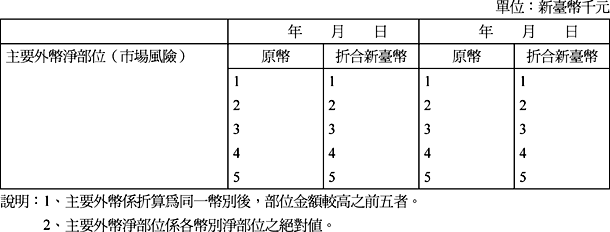 單位：新臺幣千元
年　月　日　年　月　日
主要外幣淨部位（市場風險）　原幣　折合新臺幣　原幣　折合新臺幣
1　1　1　1
2　2　2　2
3　3　3　3
4　4　4　4
5　5　5　5
說明：1、主要外幣係折算為同一幣別後，部位金額較高之前五者。
2、主要外幣淨部位係各幣別淨部位之絕對值。